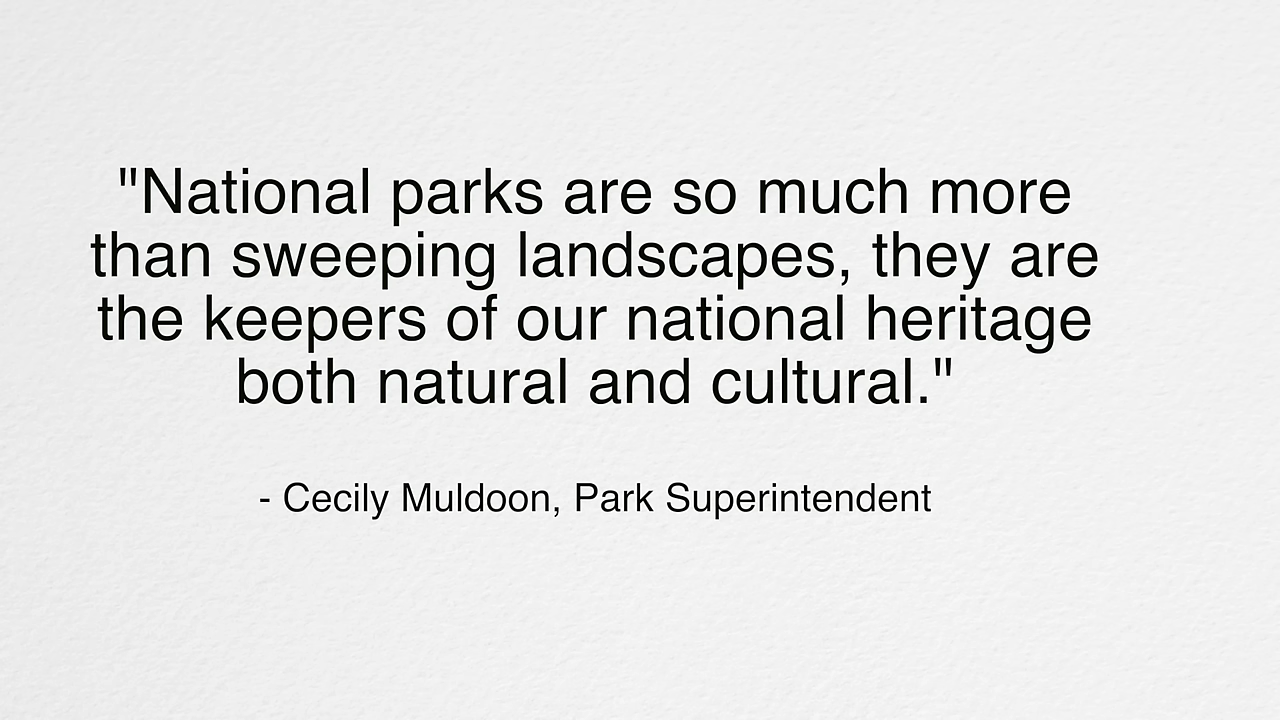 "National parks are so much more
than sweeping landscapes, they are
the keepers of our national heritage
both natural and cultural."
- Cecily Muldoon, Park Superintendent